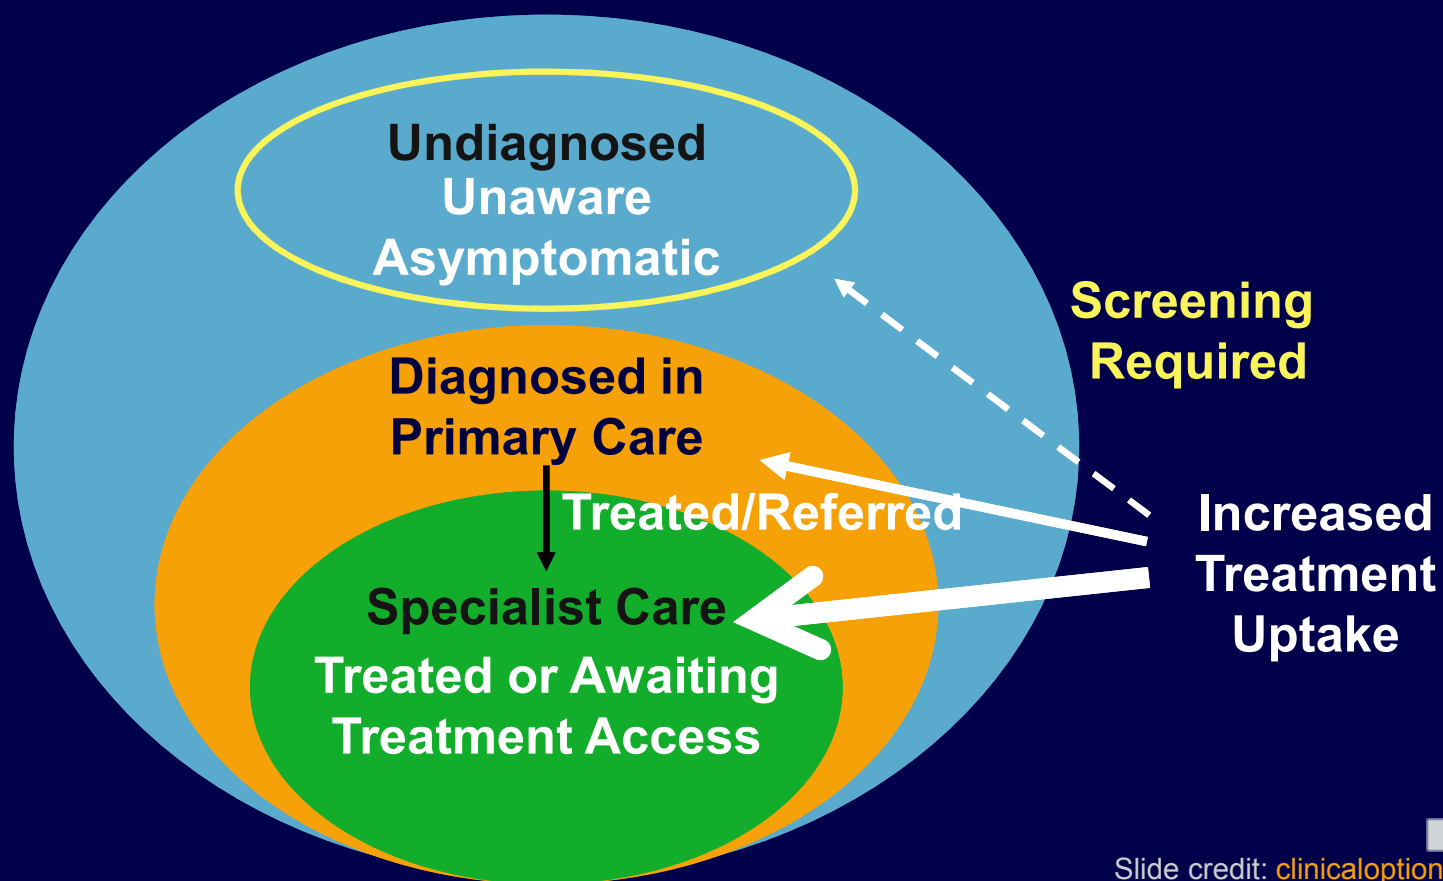 Undiagnosed
Unaware
Asymptomatic
Screening
Required
Diagnosed in
Primary Care
Treated/Referred
Increased
Treatment
Uptake
Specialist Care
Treated or Awaiting
Treatment Access
Slide credit: clinicaloption